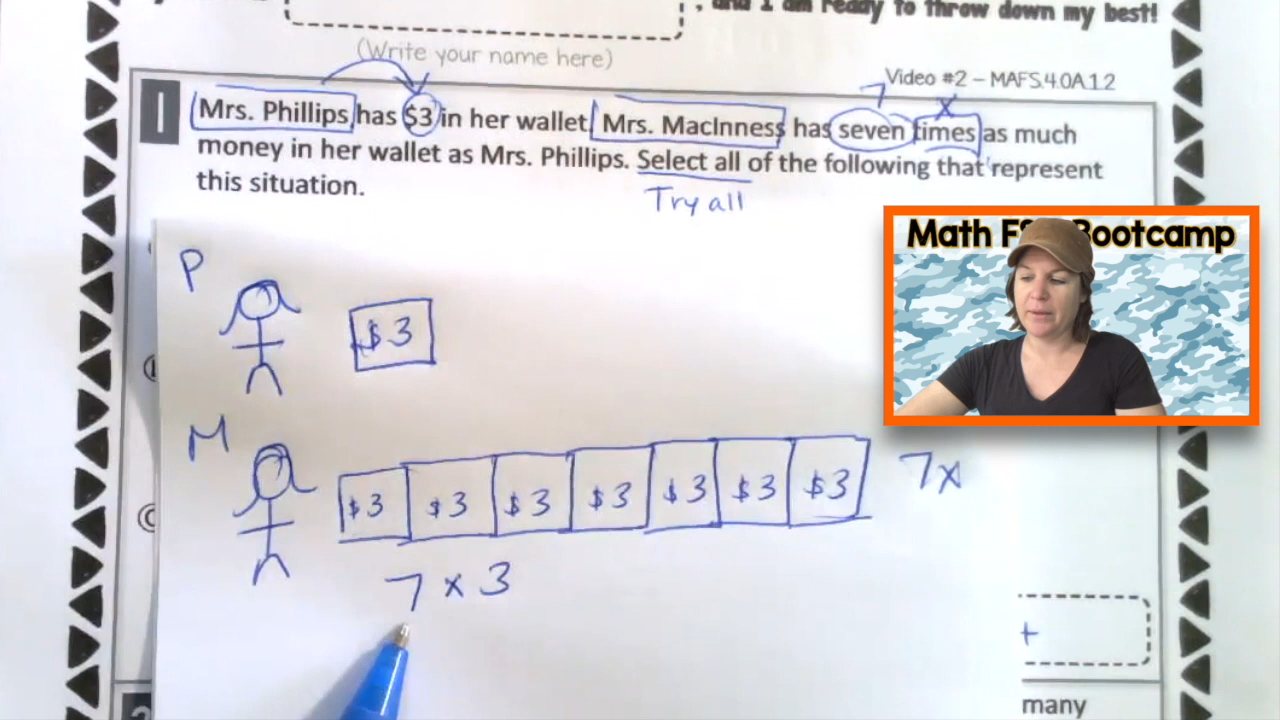 , and I am ready to throw down my best!
(Write your name here)
Video #2 – MAFS.4.OA.1.2
7 x
1 Mrs. Phillips has $3 in her wallet. Mrs. MacInness has seven times as much
money in her wallet as Mrs. Phillips. Select all of the following that represent
this situation.
Try all
Math Bootcamp
P
$3
M
$3 $3 $3 $3 $3 $3 $3 7x
7 x 3
+
many